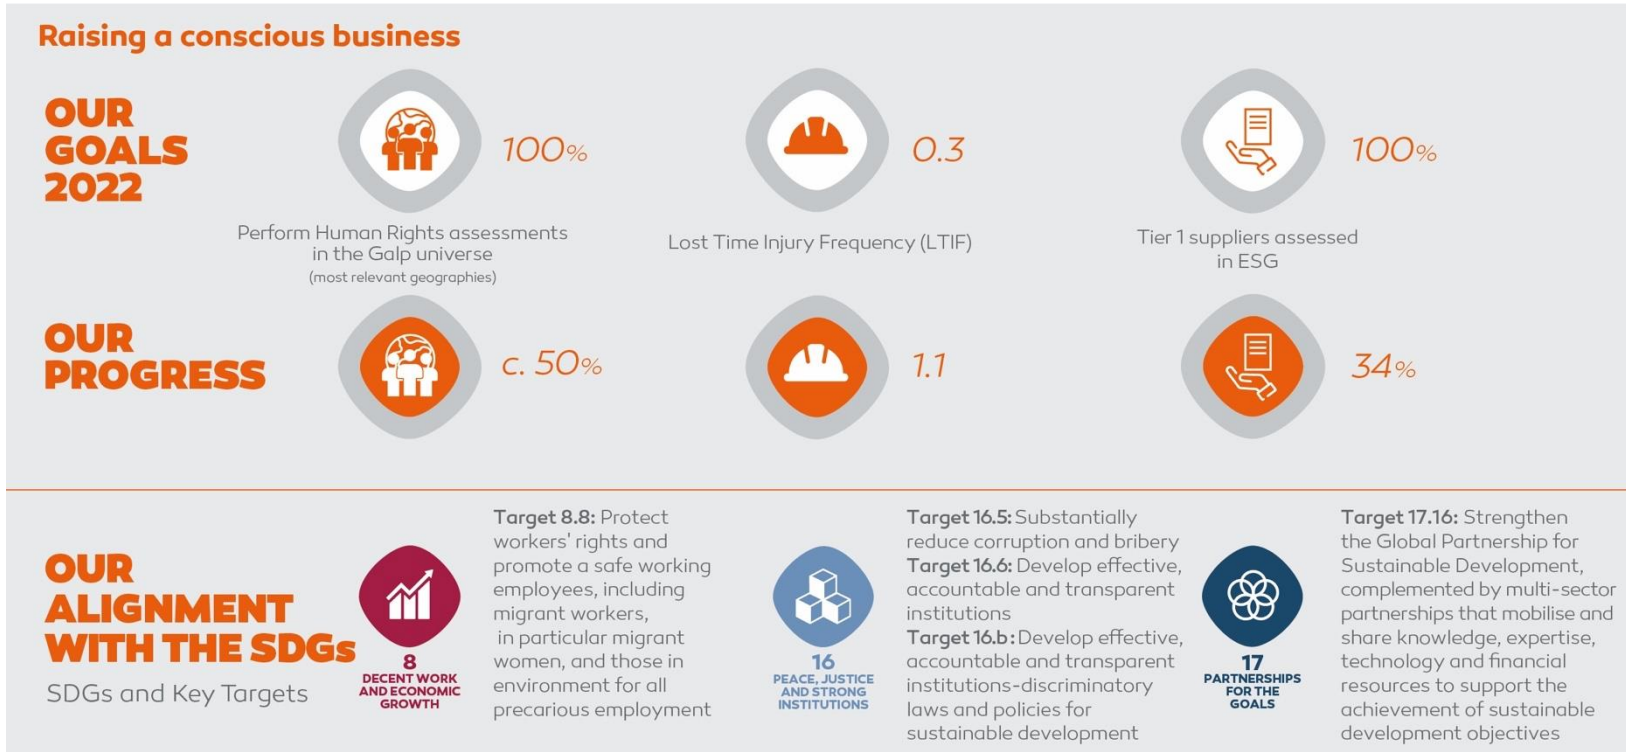 Raising a conscious business
OUR
GOALS
2022
100%
0.3
100%
Perform Human Rights assessments
in the Galp universe
(most relevant geographies)
Lost Time Injury Frequency (LTIF)
Tier 1 suppliers assessed
in ESG
OUR
PROGRESS
c. 50%
1.1
34%
OUR
ALIGNMENT
WITH THE SDGs
SDGs and Key Targets
8
DECENT WORK
AND ECONOMIC
GROWTH
Target 8.8: Protect
workers' rights and
promote a safe working
employees, including
migrant workers,
in particular migrant
women, and those in
environment for all
precarious employment
16
PEACE, JUSTICE
AND STRONG
INSTITUTIONS
Target 16.5: Substantially
reduce corruption and bribery
Target 16.6: Develop effective,
accountable and transparent
institutions
Target 16.b: Develop effective,
accountable and transparent
institutions-discriminatory
laws and policies for
sustainable development
17
PARTNERSHIPS
FOR THE
GOALS
Target 17.16: Strengthen
the Global Partnership for
Sustainable Development,
complemented by multi-sector
partnerships that mobilise and
share knowledge, expertise,
technology and financial
resources to support the
achievement of sustainable
development objectives